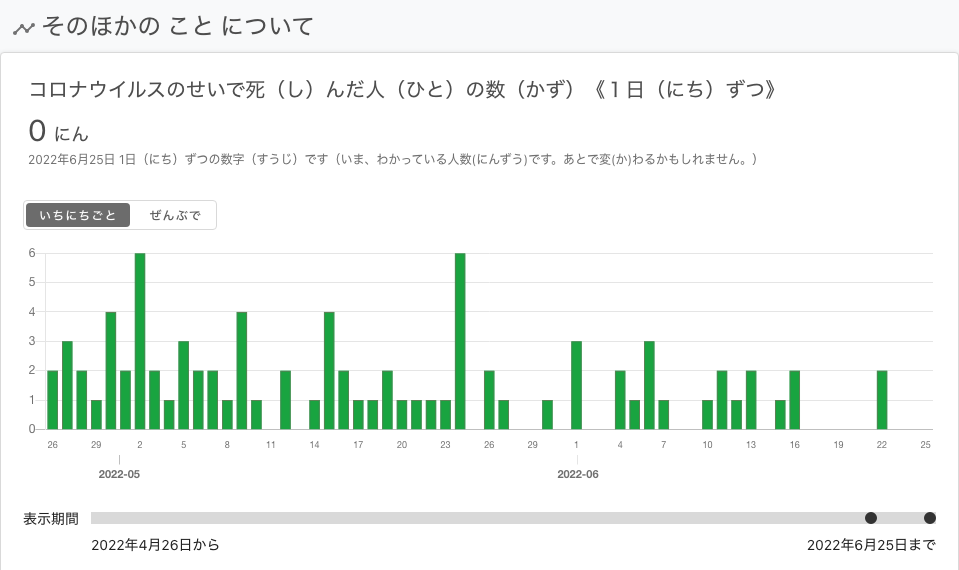 そのほかの こと について
コロナウイルスのせいで死（し）んだ人（ひと）の数（かず）《１日（にち）ずつ》
0 にん
2022年6月25日 1日（にち）ずつの数字（すうじ）です（いま、わかっている人数(にんずう)です。あとで変(か)わるかもしれません。）
いちにちごと ぜんぶで
6
5
4
3
2
1
0
26 29 2 5 8 11 14 17 20 23 26 29 1 4 7 10 13 16 19 22 25
2022-05 2022-06
表示期間
2022年4月26日から 2022年6月25日まで